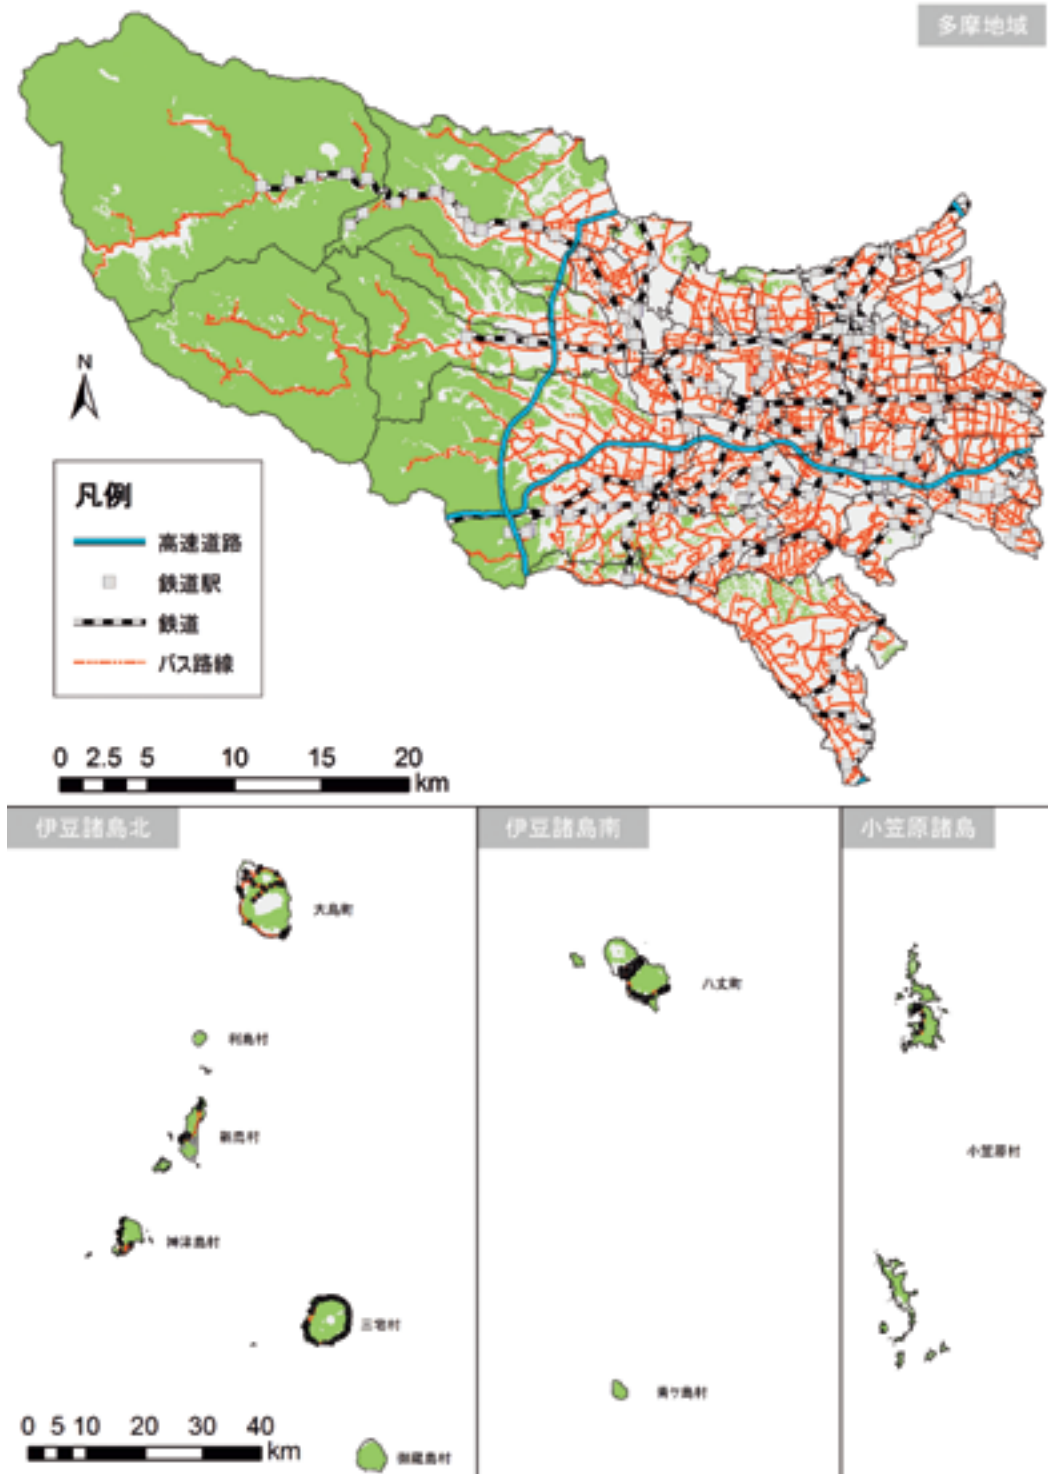 多摩地域
N
凡例
高速道路
鉄道駅
鉄道
バス路線
0 2.5 5 10 15 20
km
伊豆諸島北
伊豆諸島南
小笠原諸島
大島町
八丈町
利島村
新島村
小笠原村
神津島村
三宅村
青ヶ島村
0 5 10 20 30 40
km
御蔵島村